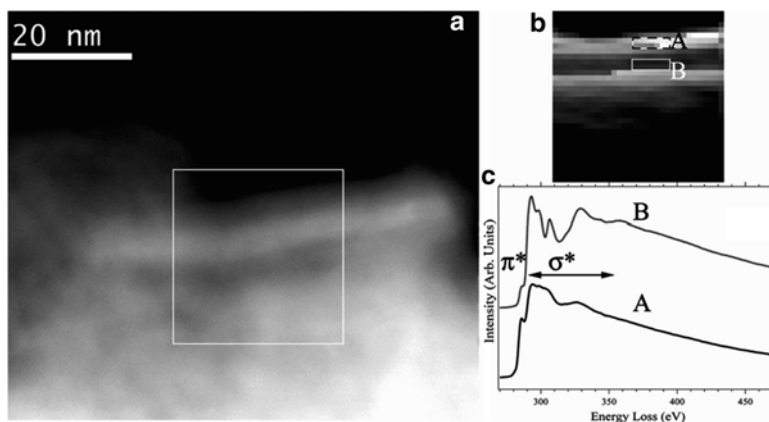 20 nm
a
b
A
B
c
B
π*
σ*
A
Intensity (Arb. Units)
300
350
400
450
Energy Loss (eV)